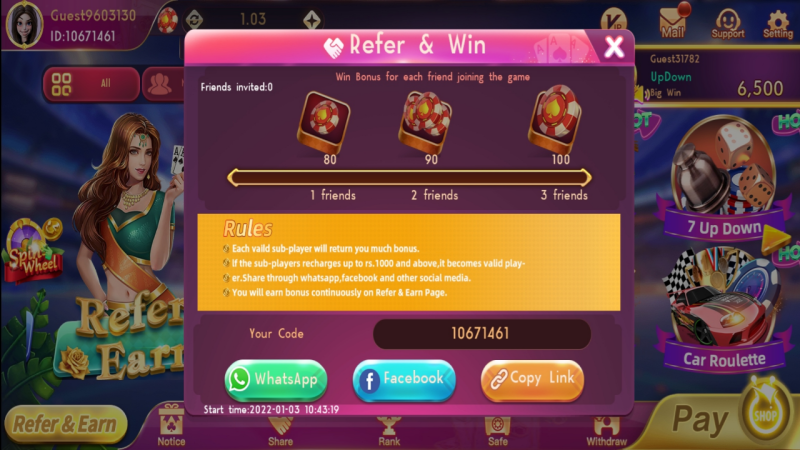 Guest9603130
1.03
ID:10671461
VIP
Mail
Support
Setting
Refer & Win
Guest31782
UpDown
Big Win
6,500
All
Win Bonus for each friend joining the game
Friends invited:0
80
90
100
1 friends
2 friends
3 friends
HOT
Rules
Each valid sub-player will return you much bonus.
If the sub-players recharges up to rs.1000 and above,it becomes valid play-
er.Share through whatsapp,facebook and other social media.
You will earn bonus continuously on Refer & Earn Page.
7 Up Down
Spin
Wheel
Refer
Earn
Your Code
10671461
Car Roulette
WhatsApp
Facebook
Copy Link
Start time:2022-01-03 10:43:19
Refer & Earn
Notice
Share
Rank
Safe
Withdraw
Pay
SHOP